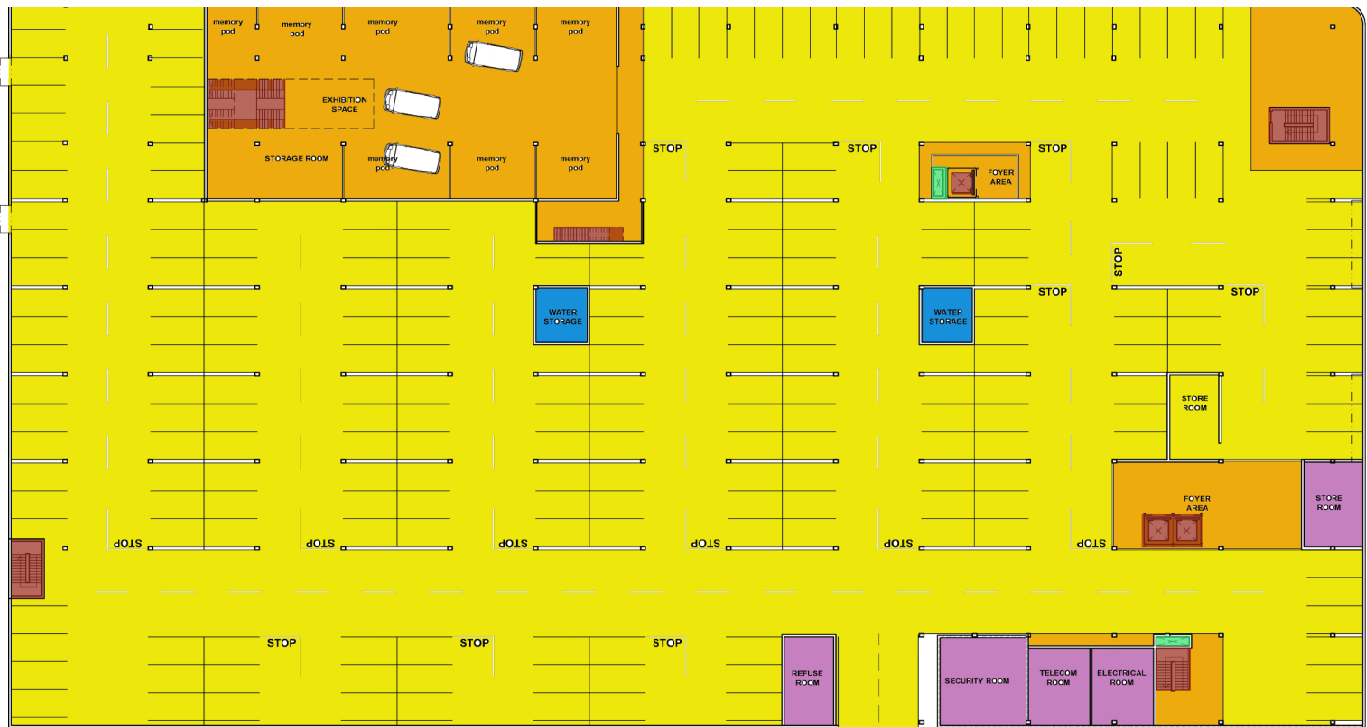 memory
pod
memory
pod
memory
pod
memory
pod
memory
pod
EXHIBITION
SPACE
STORAGE ROOM
memory
pod
memory
pod
memory
pod
STOP
STOP
STOP
FOYER
AREA
STOP
STOP
STOP
WATER
STORAGE
WATER
STORAGE
STORE
ROOM
FOYER
AREA
STORE
ROOM
STOP
STOP
STOP
STOP
STOP
STOP
STOP
STOP
STOP
REFUSE
ROOM
SECURITY ROOM
TELECOM
ROOM
ELECTRICAL
ROOM